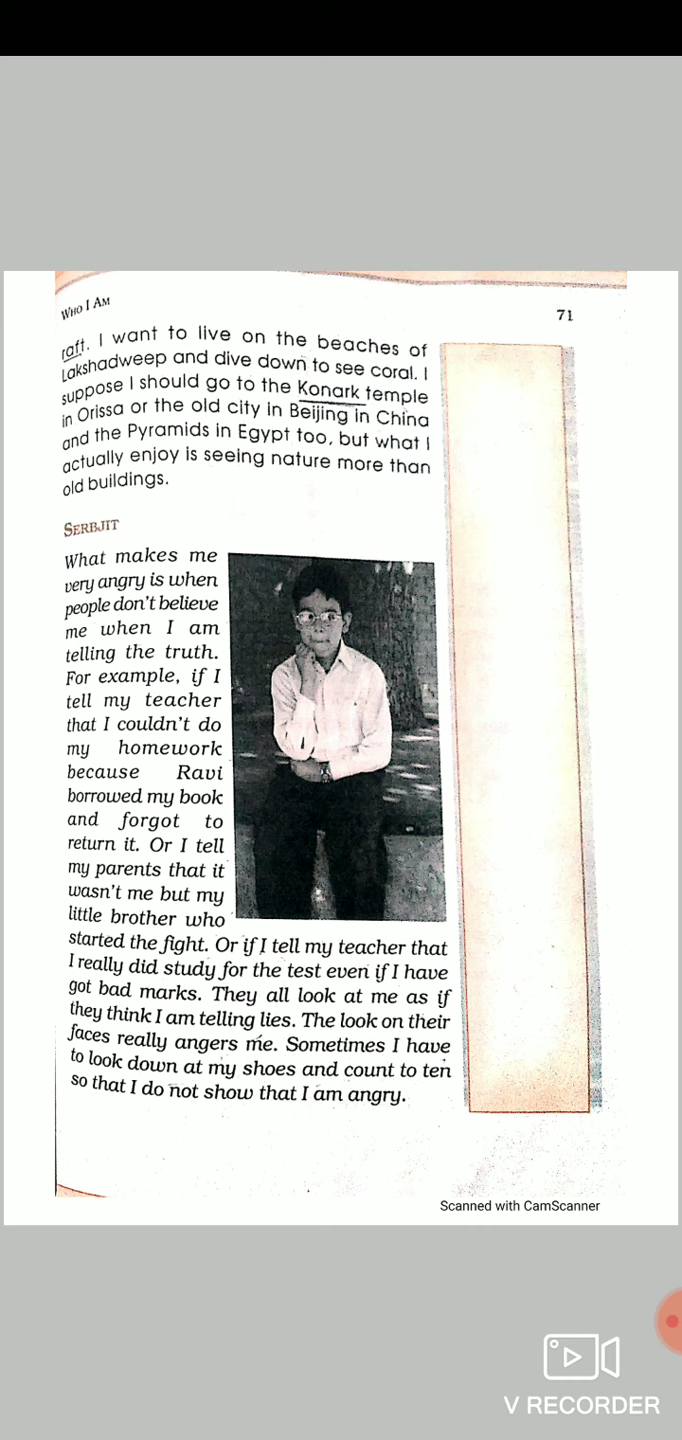 WHO I AM
71
raft. I want to live on the beaches of
Lakshadweep and dive down to see coral. I
suppose I should go to the Konark temple
in Orissa or the old city in Beijing in China
and the Pyramids in Egypt too, but what I
actually enjoy is seeing nature more than
old buildings.
SERBJIT
What makes me
very angry is when
people don't believe
me when I am
telling the truth.
For example, if I
tell my teacher
that I couldn't do
my homework
because Ravi
borrowed my book
and forgot to
return it. Or I tell
my parents that it
wasn't me but my
little brother who
started the fight. Or if I tell my teacher that
I really did study for the test even if I have
got bad marks. They all look at me as if
they think I am telling lies. The look on their
faces really angers me. Sometimes I have
to look down at my shoes and count to ten
so that I do not show that I am angry.
Scanned with CamScanner
V RECORDER